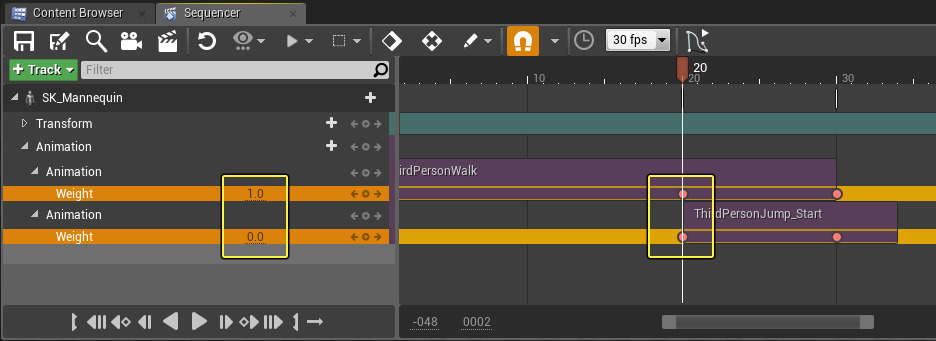 Content Browser
Sequencer
30 fps
Track
Filter
20
10
20
30
SK_Mannequin
Transform
Animation
Animation
irdPersonWalk
Weight 1.0
Animation
ThirdPersonJump_Start
Weight 0.0
-048 0002